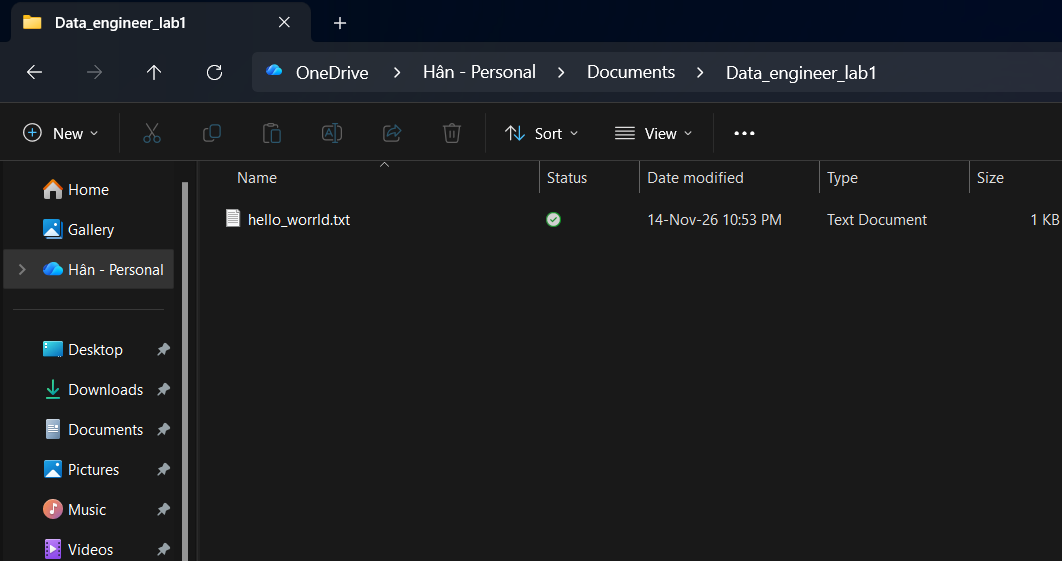 Data_engineer_lab1
OneDrive > Hân - Personal > Documents > Data_engineer_lab1
New Sort View
Name Status Date modified Type Size
hello_worrld.txt 14-Nov-26 10:53 PM Text Document 1 KB
Home
Gallery
Hân - Personal
Desktop
Downloads
Documents
Pictures
Music
Videos